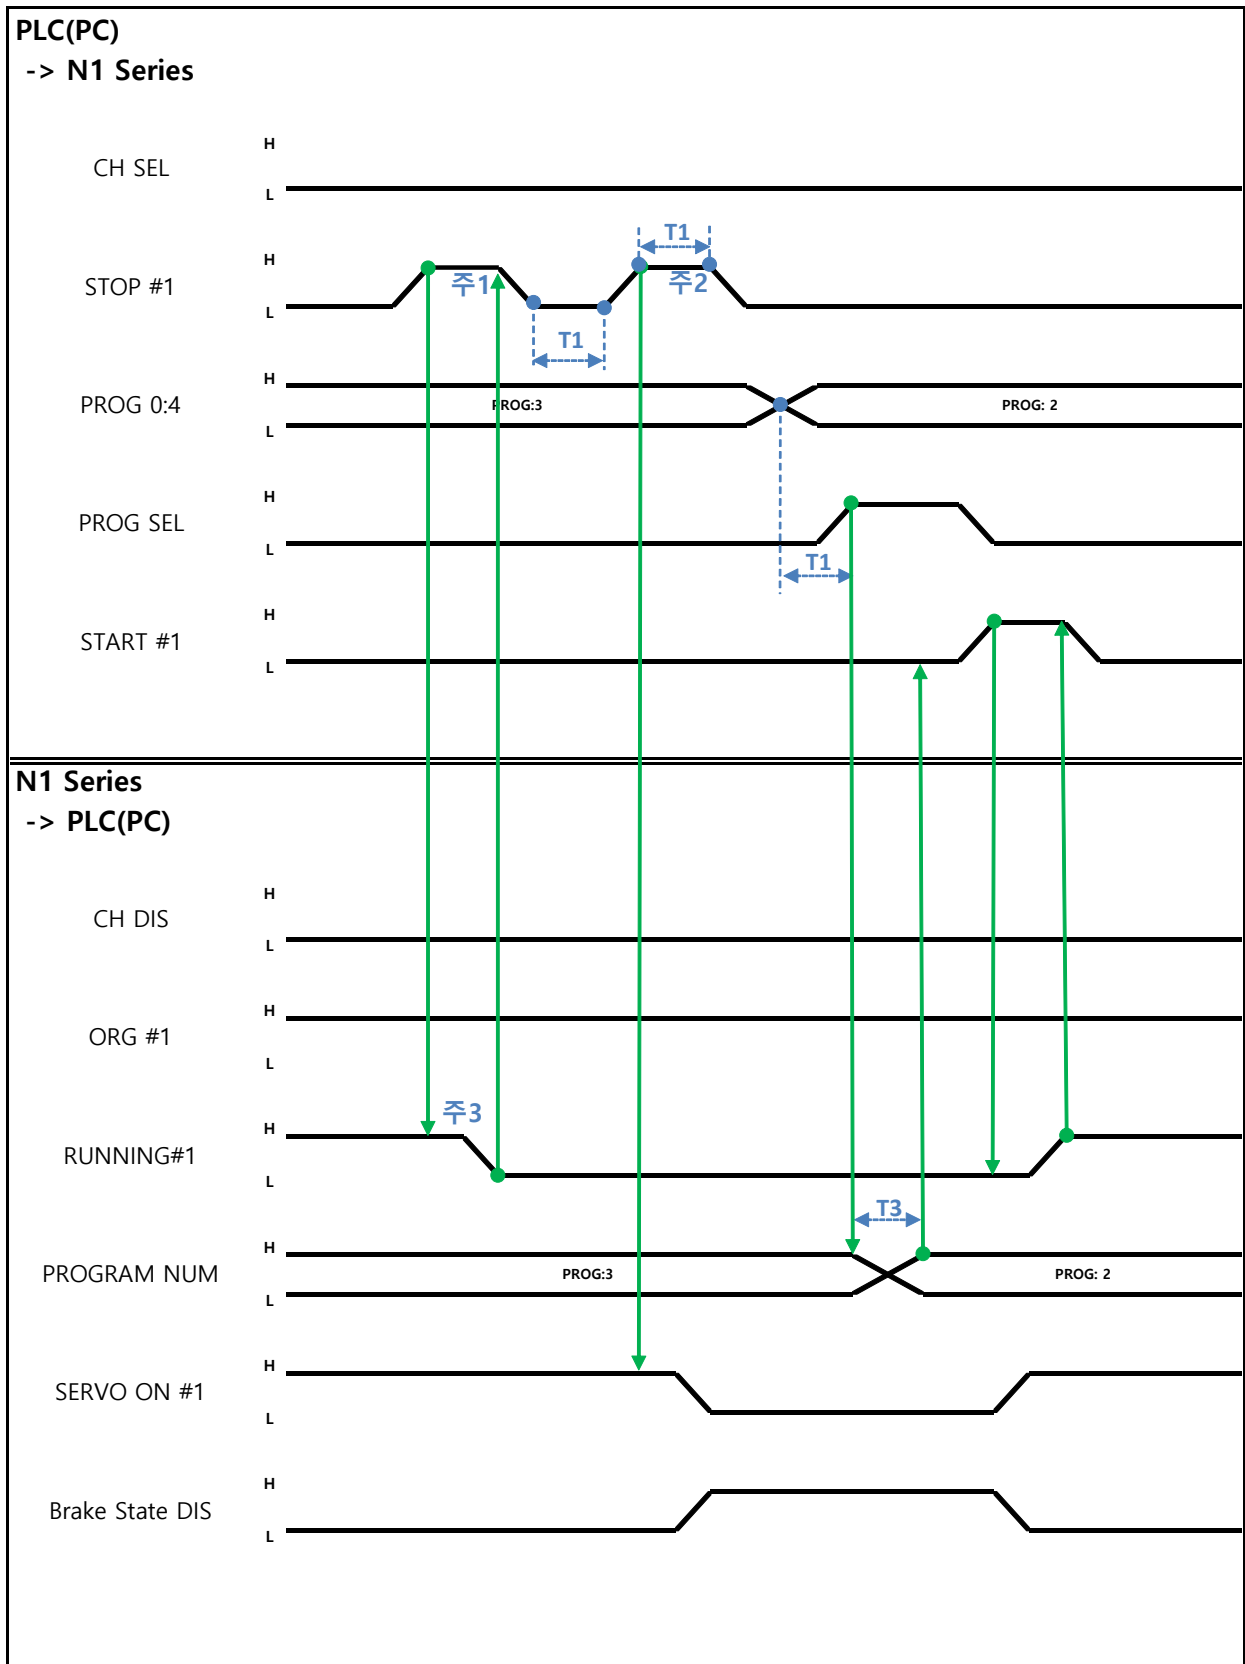 PLC(PC)
-> N1 Series
H
CH SEL
L
T1
H
STOP #1
주1
주2
L
T1
H
PROG 0:4
PROG:3
PROG: 2
L
H
PROG SEL
L
T1
H
START #1
L
N1 Series
-> PLC(PC)
H
CH DIS
L
H
ORG #1
L
주3
H
RUNNING#1
L
T3
H
PROGRAM NUM
PROG:3
PROG: 2
L
H
SERVO ON #1
L
H
Brake State DIS
L